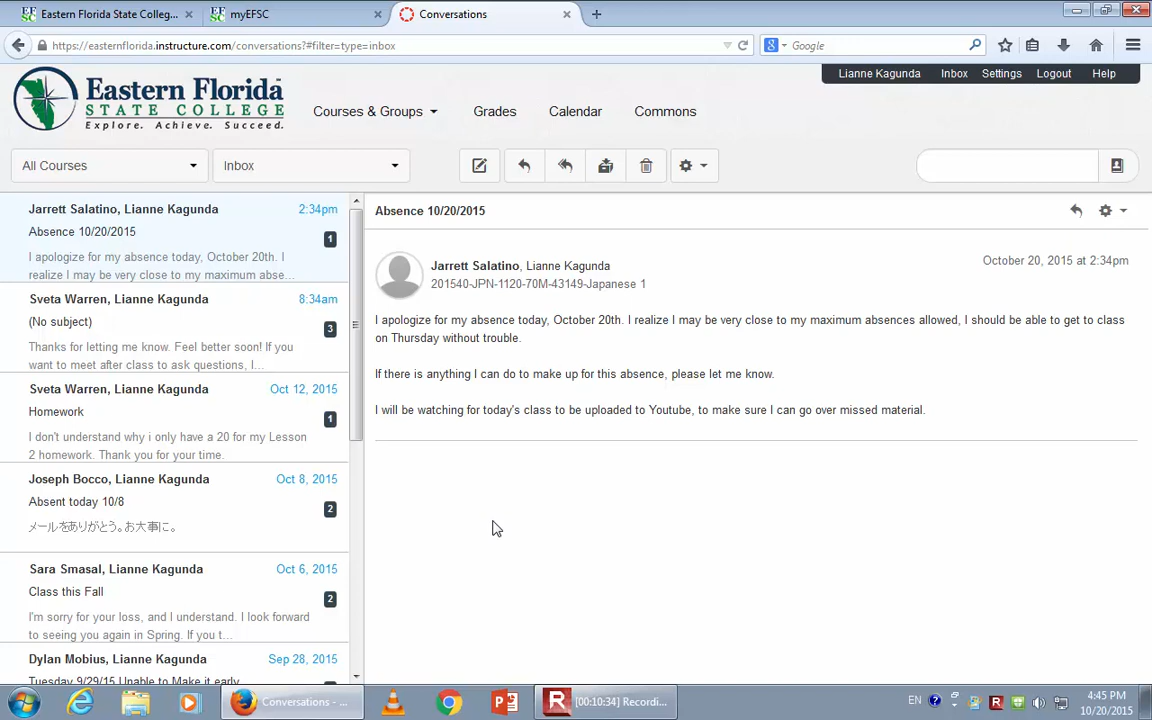 Eastern Florida State Colleg...
myEFSC
Conversations
https://easternflorida.instructure.com/conversations?#filter=type=inbox
Google
Eastern Florida
STATE COLLEGE
Explore. Achieve. Succeed.
Courses & Groups
Grades
Calendar
Commons
Lianne Kagunda
Inbox
Settings
Logout
Help
All Courses
Inbox
Jarrett Salatino, Lianne Kagunda
2:34pm
Absence 10/20/2015
1
I apologize for my absence today, October 20th. I
realize I may be very close to my maximum abse...
Sveta Warren, Lianne Kagunda
8:34am
(No subject)
3
Thanks for letting me know. Feel better soon! If you
want to meet after class to ask questions, I...
Sveta Warren, Lianne Kagunda
Oct 12, 2015
Homework
1
I don't understand why i only have a 20 for my Lesson
2 homework. Thank you for your time.
Joseph Bocco, Lianne Kagunda
Oct 8, 2015
Absent today 10/8
2
メールをありがとう。お大事に。
Sara Smasal, Lianne Kagunda
Oct 6, 2015
Class this Fall
2
I'm sorry for your loss, and I understand. I look forward
to seeing you again in Spring. If you t...
Dylan Mobius, Lianne Kagunda
Sep 28, 2015
Tuesday 9/29/15 Unable to Make it early
Absence 10/20/2015
Jarrett Salatino, Lianne Kagunda
October 20, 2015 at 2:34pm
201540-JPN-1120-70M-43149-Japanese 1
I apologize for my absence today, October 20th. I realize I may be very close to my maximum absences allowed, I should be able to get to class
on Thursday without trouble.
If there is anything I can do to make up for this absence, please let me know.
I will be watching for today's class to be uploaded to Youtube, to make sure I can go over missed material.
Conversations - ...
[00:10:34] Recordi...
EN
4:45 PM
10/20/2015